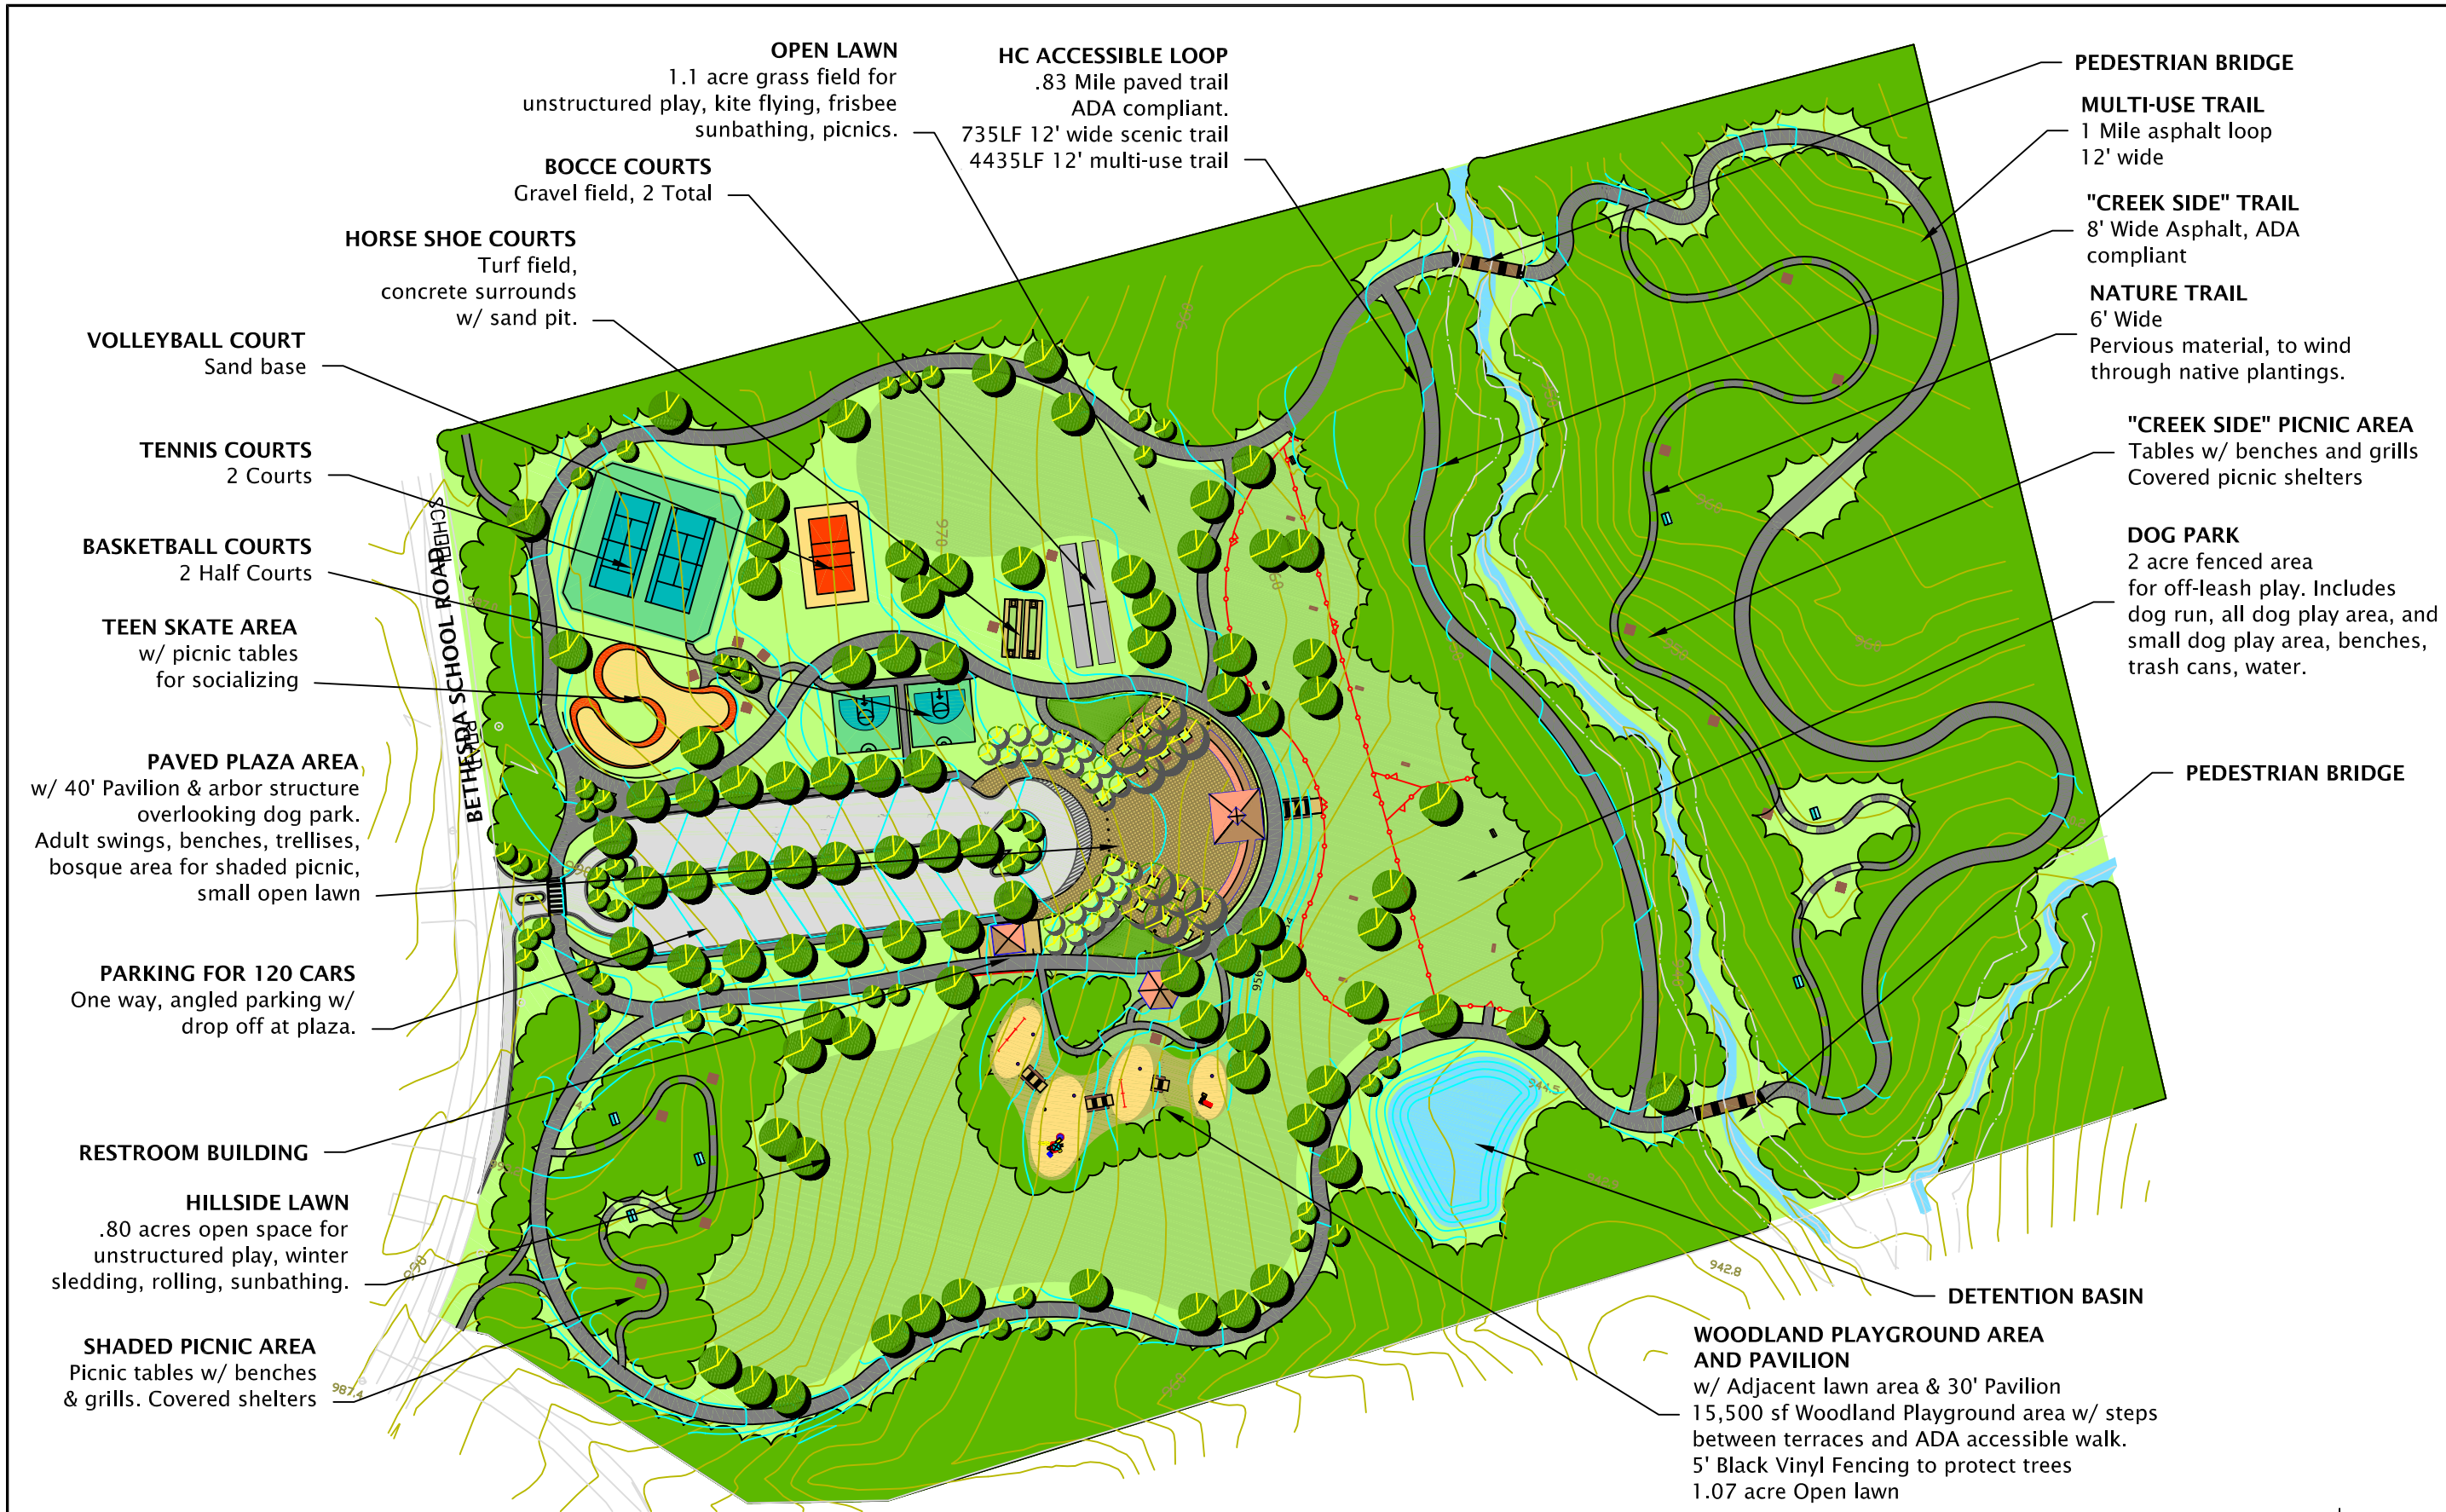 OPEN LAWN
1.1 acre grass field for
unstructured play, kite flying, frisbee
sunbathing, picnics.
HC ACCESSIBLE LOOP
.83 Mile paved trail
ADA compliant.
735LF 12' wide scenic trail
4435LF 12' multi-use trail
BOCCE COURTS
Gravel field, 2 Total
HORSE SHOE COURTS
Turf field,
concrete surrounds
w/ sand pit.
VOLLEYBALL COURT
Sand base
TENNIS COURTS
2 Courts
BASKETBALL COURTS
2 Half Courts
TEEN SKATE AREA
w/ picnic tables
for socializing
PAVED PLAZA AREA
w/ 40' Pavilion & arbor structure
overlooking dog park.
Adult swings, benches, trellises,
bosque area for shaded picnic,
small open lawn
PARKING FOR 120 CARS
One way, angled parking w/
drop off at plaza.
RESTROOM BUILDING
HILLSIDE LAWN
.80 acres open space for
unstructured play, winter
sledding, rolling, sunbathing.
SHADED PICNIC AREA
Picnic tables w/ benches
& grills. Covered shelters
BETHESDA SCHOOL ROAD
PEDESTRIAN BRIDGE
MULTI-USE TRAIL
1 Mile asphalt loop
12' wide
"CREEK SIDE" TRAIL
8' Wide Asphalt, ADA
compliant
NATURE TRAIL
6' Wide
Pervious material, to wind
through native plantings.
"CREEK SIDE" PICNIC AREA
Tables w/ benches and grills
Covered picnic shelters
DOG PARK
2 acre fenced area
for off-leash play. Includes
dog run, all dog play area, and
small dog play area, benches,
trash cans, water.
PEDESTRIAN BRIDGE
DETENTION BASIN
WOODLAND PLAYGROUND AREA
AND PAVILION
w/ Adjacent lawn area & 30' Pavilion
15,500 sf Woodland Playground area w/ steps
between terraces and ADA accessible walk.
5' Black Vinyl Fencing to protect trees
1.07 acre Open lawn
970
990
987.4
944.5
942.8